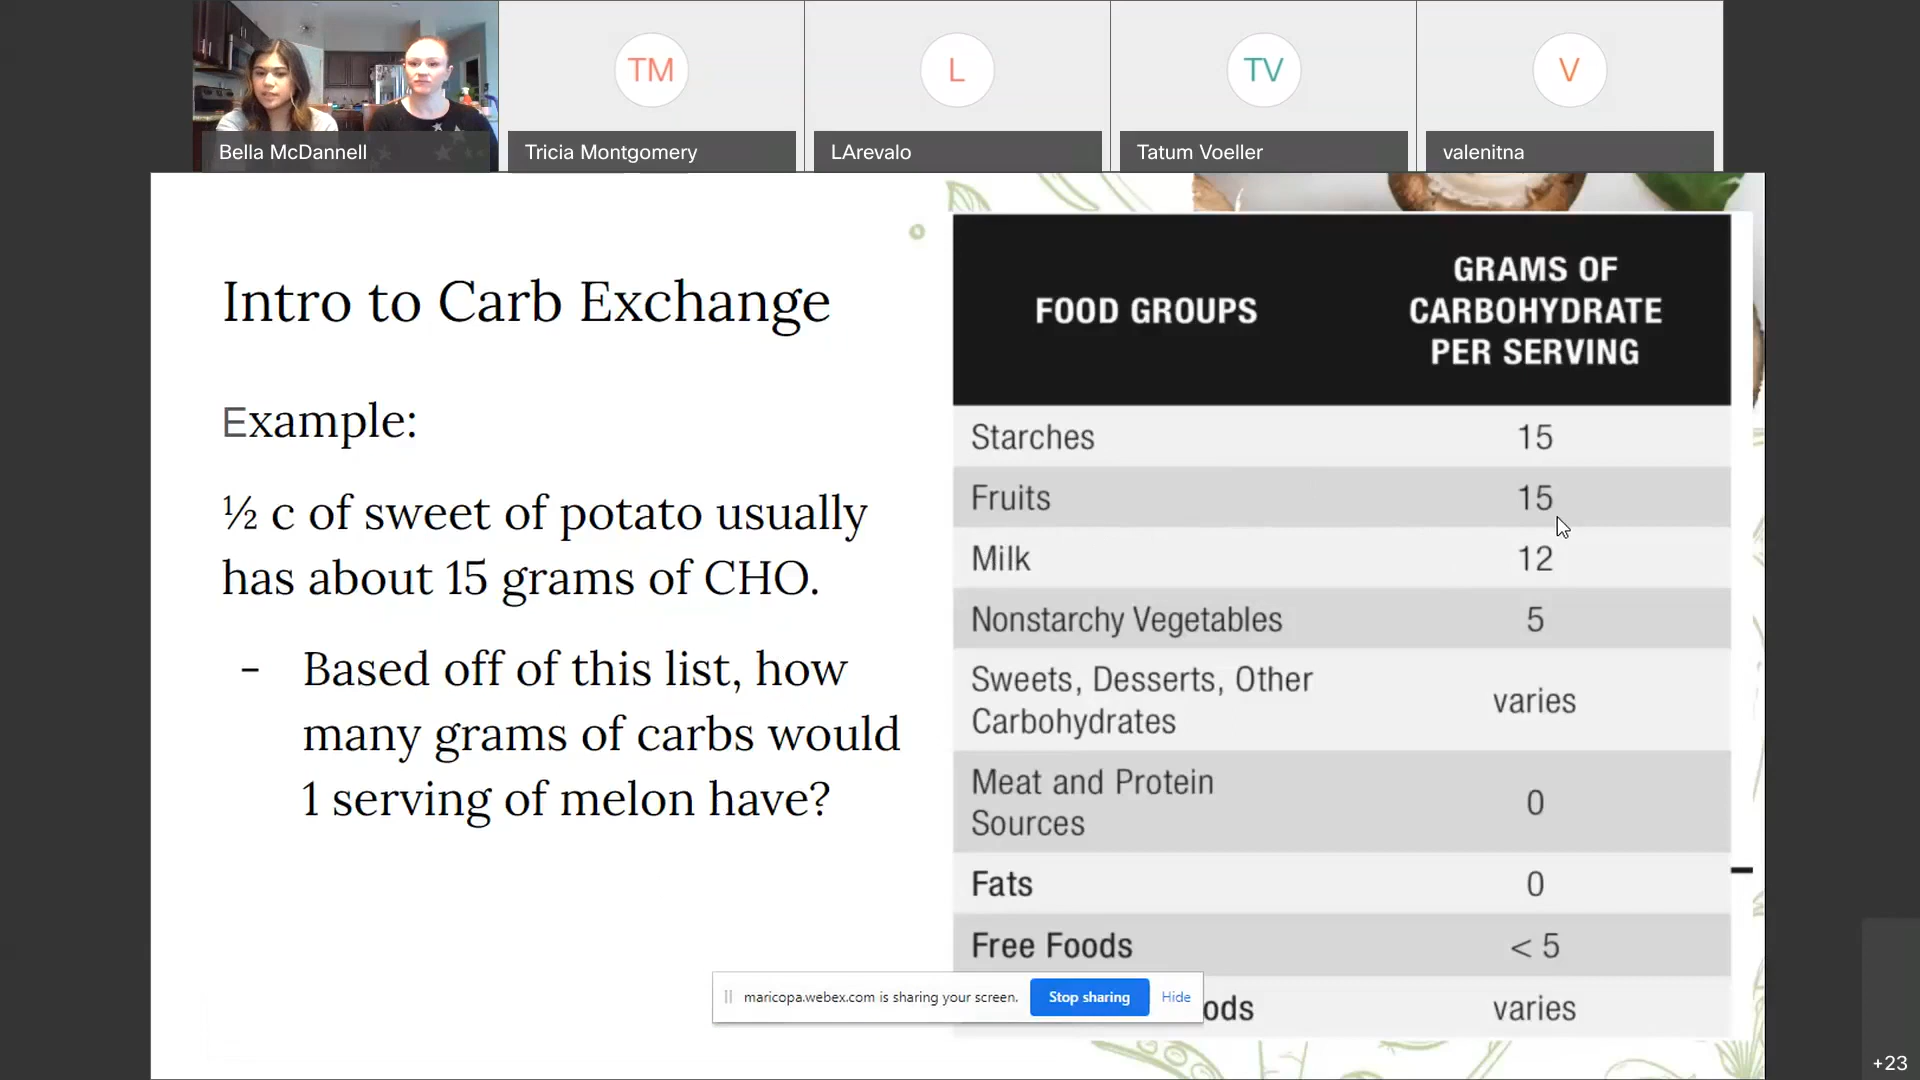 TM
L
TV
V
Bella McDannell
Tricia Montgomery
LArevalo
Tatum Voeller
valenitna
Intro to Carb Exchange
Example:
½ c of sweet of potato usually
has about 15 grams of CHO.
- Based off of this list, how
many grams of carbs would
1 serving of melon have?
FOOD GROUPS
GRAMS OF
CARBOHYDRATE
PER SERVING
Starches 15
Fruits 15
Milk 12
Nonstarchy Vegetables 5
Sweets, Desserts, Other
Carbohydrates varies
Meat and Protein
Sources 0
Fats 0
Free Foods < 5
ods varies
maricopa.webex.com is sharing your screen. Stop sharing Hide
+23